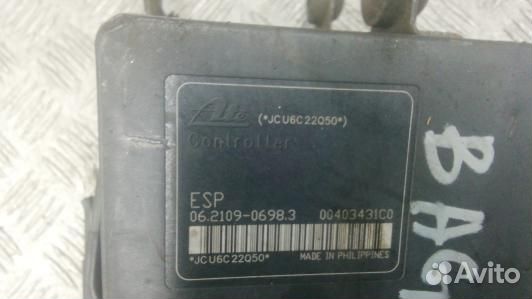 Ate (*JCU6C22Q50*)
Controller
ESP
06.2109-0698.3 00403431C0
*JCU6C22Q50* MADE IN PHILIPPINES
Avito